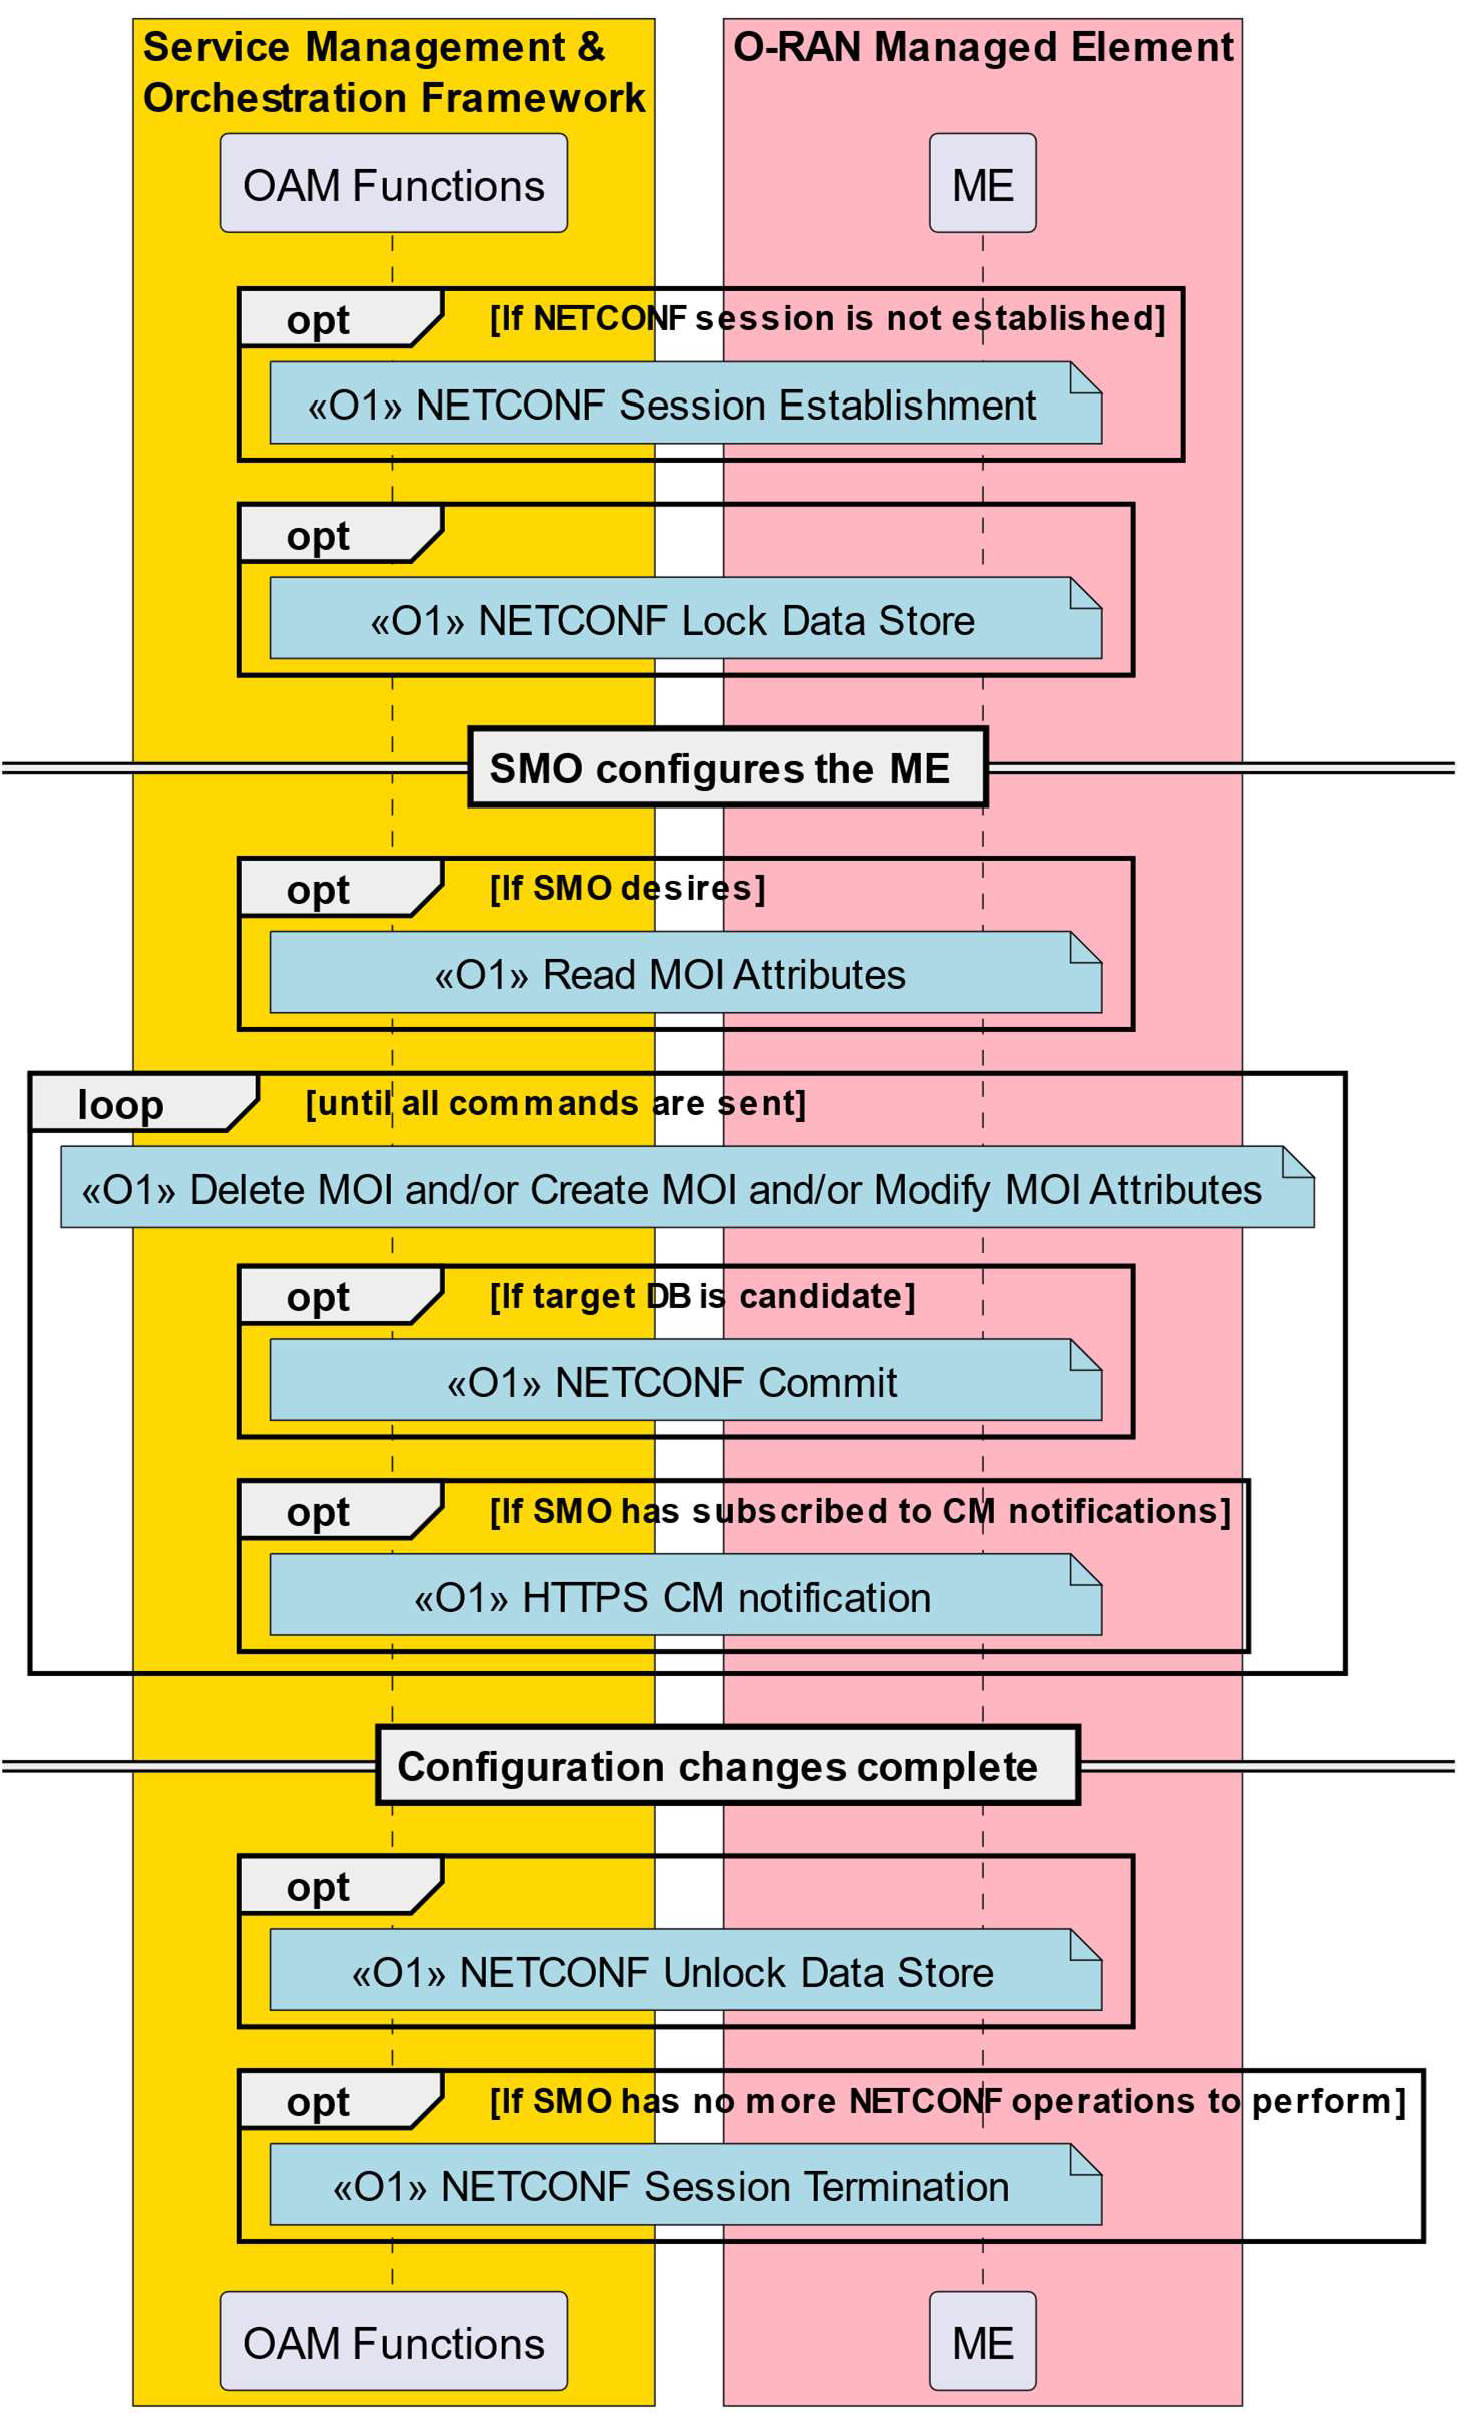 Service Management &
Orchestration Framework
O-RAN Managed Element
OAM Functions
ME
opt
[If NETCONF session is not established]
«O1» NETCONF Session Establishment
opt
«O1» NETCONF Lock Data Store
SMO configures the ME
opt
[If SMO desires]
«O1» Read MOI Attributes
loop
[until all commands are sent]
«O1» Delete MOI and/or Create MOI and/or Modify MOI Attributes
opt
[If target DB is candidate]
«O1» NETCONF Commit
opt
[If SMO has subscribed to CM notifications]
«O1» HTTPS CM notification
Configuration changes complete
opt
«O1» NETCONF Unlock Data Store
opt
[If SMO has no more NETCONF operations to perform]
«O1» NETCONF Session Termination
OAM Functions
ME